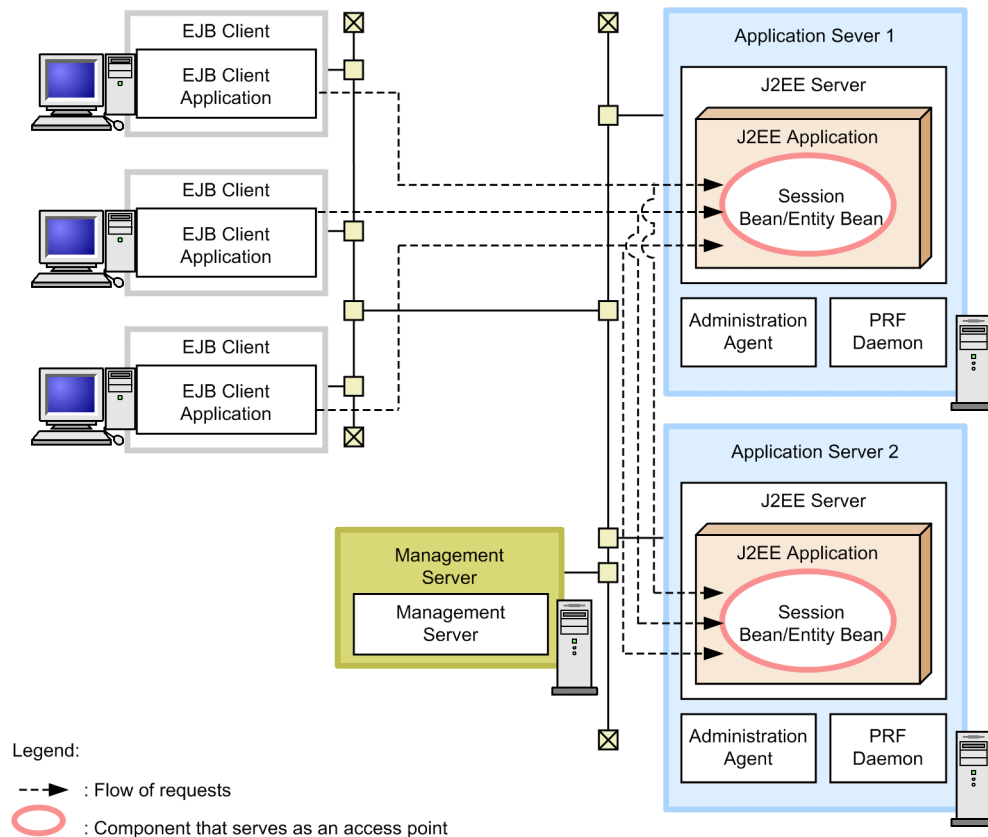 EJB Client
EJB Client
Application
EJB Client
EJB Client
Application
EJB Client
EJB Client
Application
Application Sever 1
J2EE Server
J2EE Application
Session
Bean/Entity Bean
Administration
Agent
PRF
Daemon
Application Server 2
J2EE Server
J2EE Application
Session
Bean/Entity Bean
Administration
Agent
PRF
Daemon
Management
Server
Management
Server
Legend:
: Flow of requests
: Component that serves as an access point